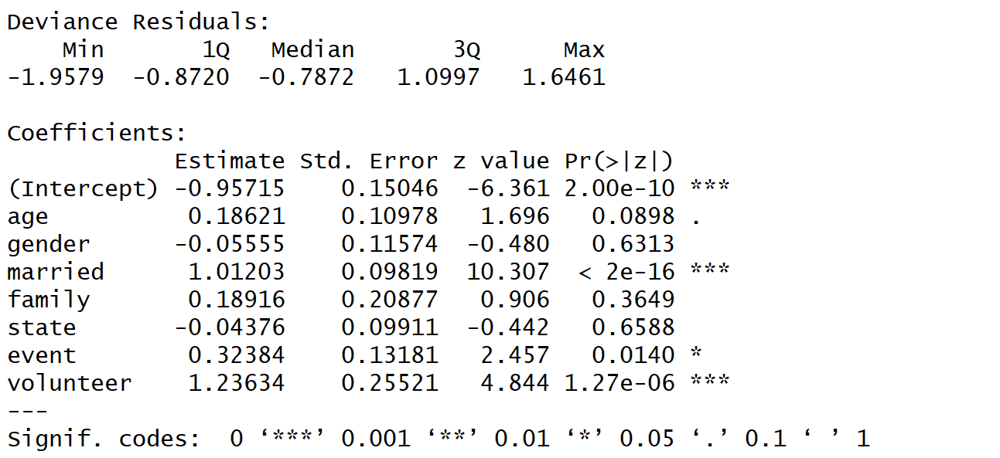 Deviance Residuals:
    Min       1Q   Median       3Q      Max
-1.9579  -0.8720  -0.7872   1.0997   1.6461

Coefficients:
            Estimate Std. Error z value Pr(>|z|)
(Intercept) -0.95715    0.15046  -6.361 2.00e-10 ***
age          0.18621    0.10978   1.696   0.0898 .
gender      -0.05555    0.11574  -0.480   0.6313
married      1.01203    0.09819  10.307  < 2e-16 ***
family       0.18916    0.20877   0.906   0.3649
state       -0.04376    0.09911  -0.442   0.6588
event        0.32384    0.13181   2.457   0.0140 *
volunteer    1.23634    0.25521   4.844 1.27e-06 ***
---
Signif. codes:  0 ‘***’ 0.001 ‘**’ 0.01 ‘*’ 0.05 ‘.’ 0.1 ‘ ’ 1